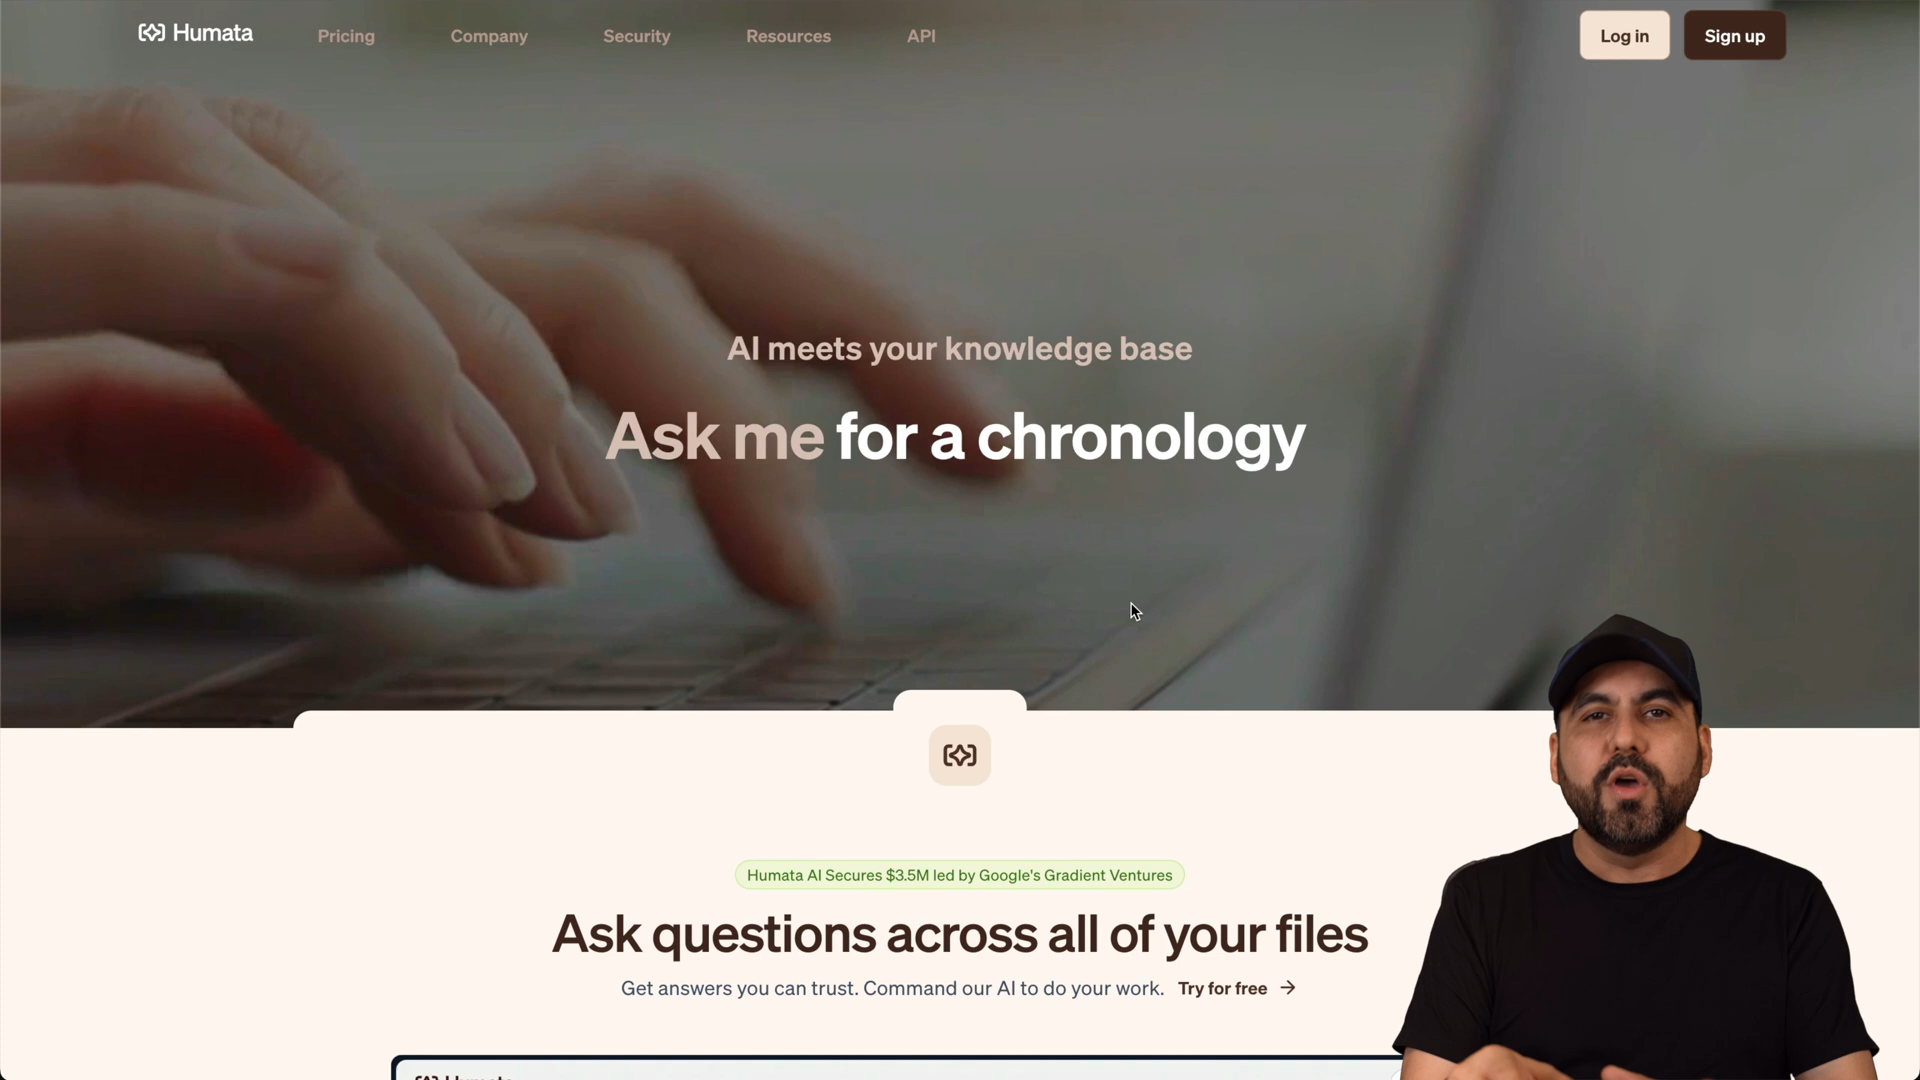 Humata
Pricing
Company
Security
Resources
API
Log in
Sign up
AI meets your knowledge base
Ask me for a chronology
Humata AI Secures $3.5M led by Google's Gradient Ventures
Ask questions across all of your files
Get answers you can trust. Command our AI to do your work. Try for free →
Humata